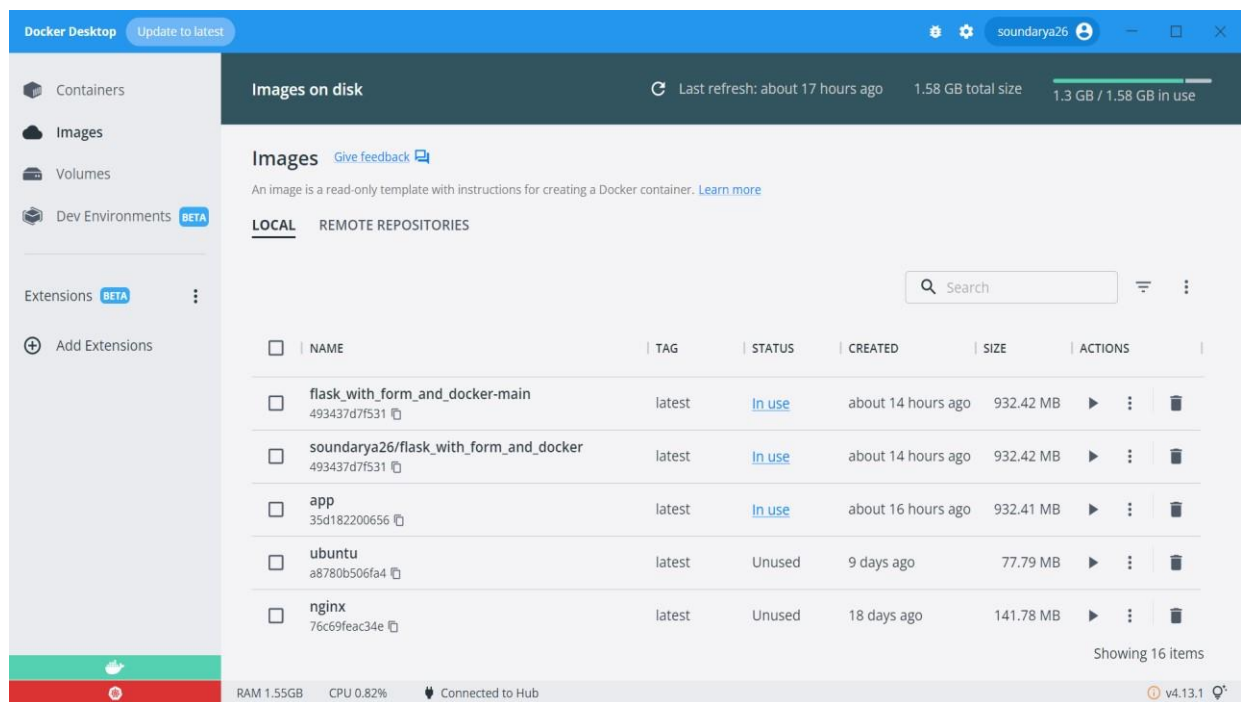 Docker Desktop Update to latest soundarya26
Containers
Images
Volumes
Dev Environments BETA
Extensions BETA
Add Extensions
Images on disk Last refresh: about 17 hours ago 1.58 GB total size 1.3 GB / 1.58 GB in use
Images Give feedback
An image is a read-only template with instructions for creating a Docker container. Learn more
LOCAL REMOTE REPOSITORIES
Search
NAME TAG STATUS CREATED SIZE ACTIONS
flask_with_form_and_docker-main latest In use about 14 hours ago 932.42 MB
493437d7f531
soundarya26/flask_with_form_and_docker latest In use about 14 hours ago 932.42 MB
493437d7f531
app latest In use about 16 hours ago 932.41 MB
35d182200656
ubuntu latest Unused 9 days ago 77.79 MB
a8780b506fa4
nginx latest Unused 18 days ago 141.78 MB
76c69feac34e
Showing 16 items
RAM 1.55GB CPU 0.82% Connected to Hub v4.13.1